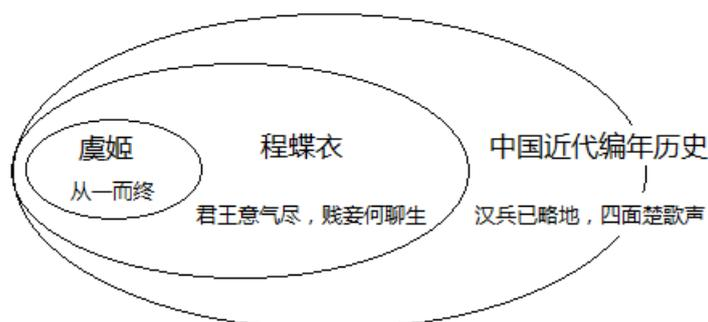 虞姬
从一而终
程蝶衣
君王意气尽，贱妾何聊生
中国近代编年历史
汉兵已略地，四面楚歌声